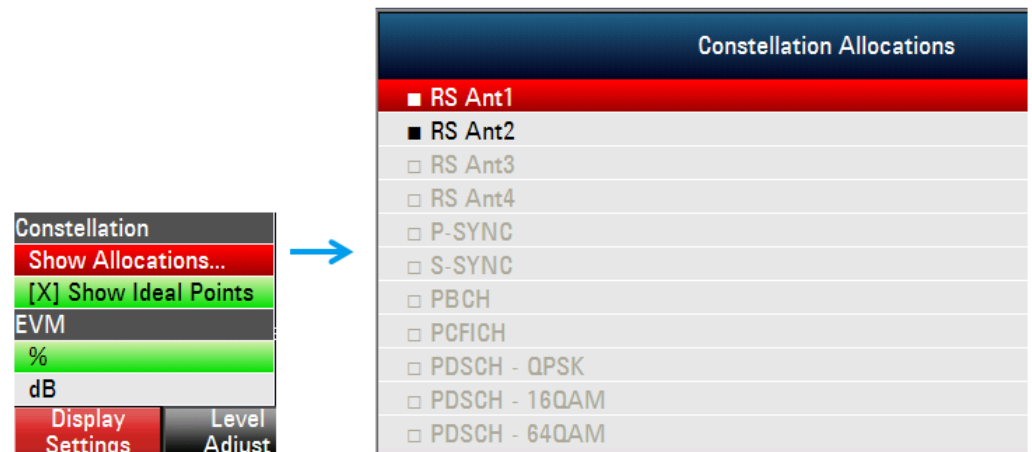 Constellation
Show Allocations...
[X] Show Ideal Points
EVM
%
dB
Display Settings
Level Adjust
Constellation Allocations
RS Ant1
RS Ant2
RS Ant3
RS Ant4
P-SYNC
S-SYNC
PBCH
PCFICH
PDSCH - QPSK
PDSCH - 16QAM
PDSCH - 64QAM